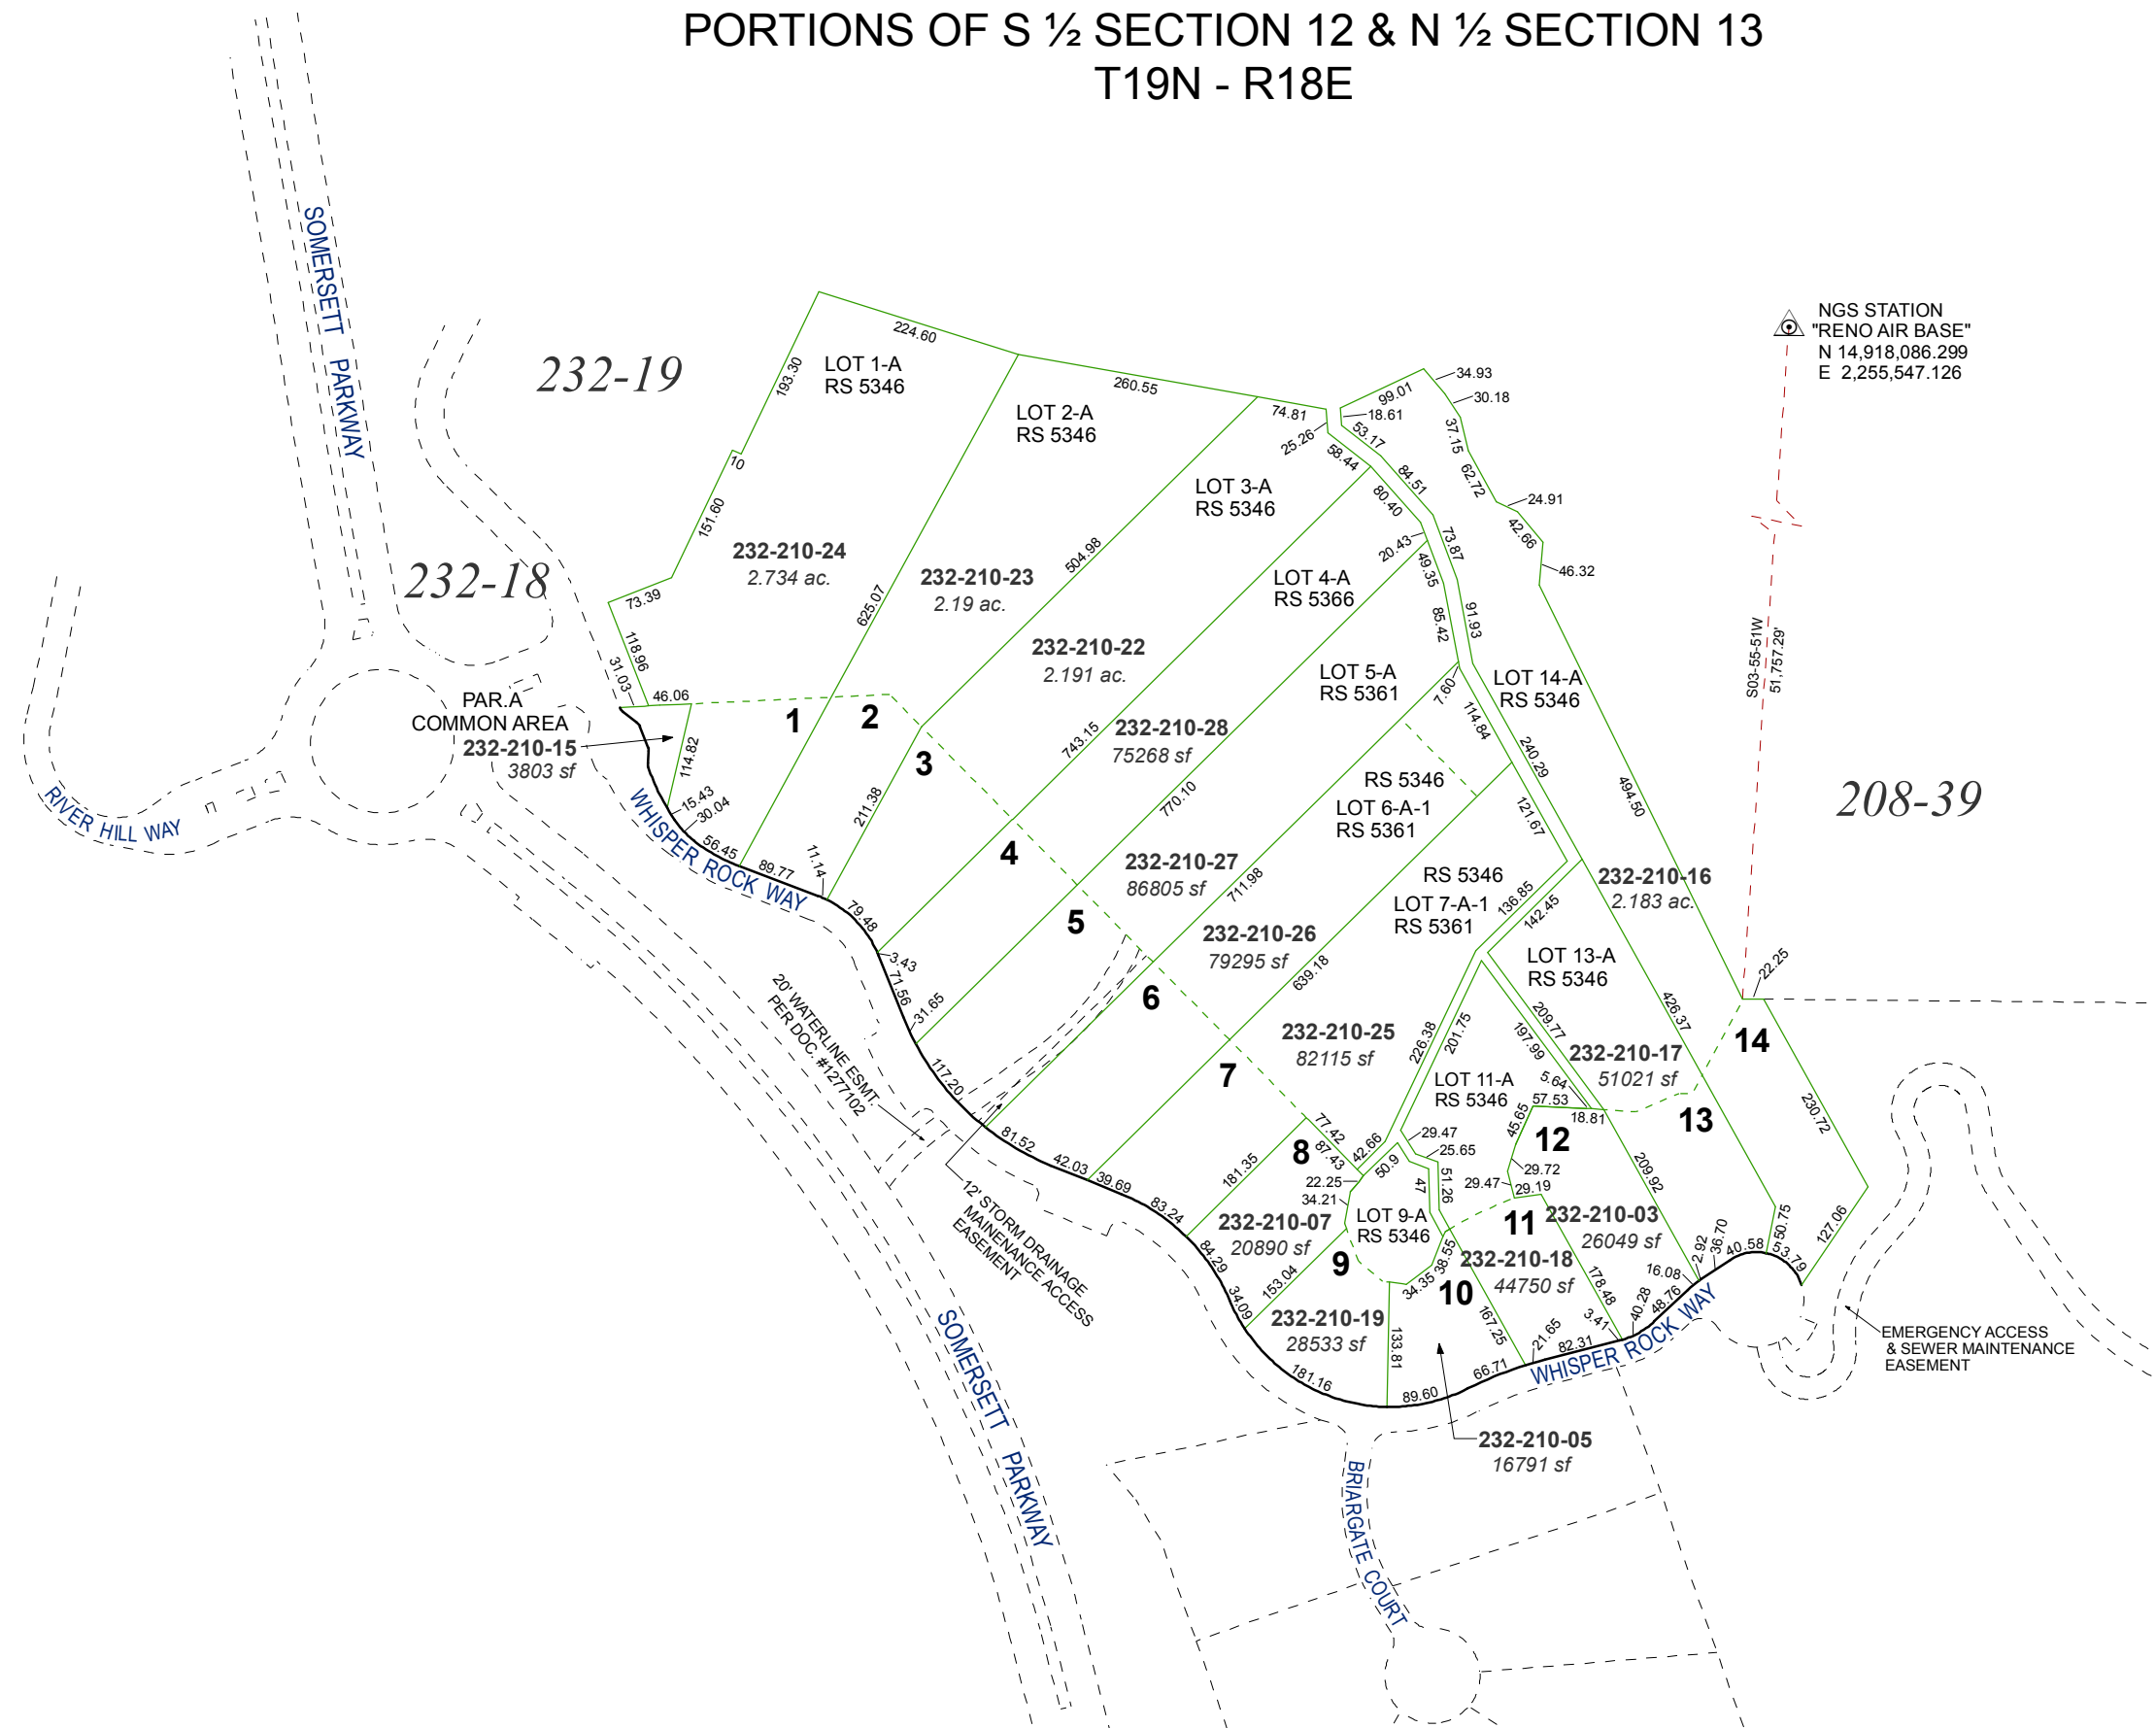 PORTIONS OF S ½ SECTION 12 & N ½ SECTION 13
T19N - R18E
SOMERSETT PARKWAY
232-19
232-18
NGS STATION
"RENO AIR BASE"
N 14,918,086.299
E 2,255,547.126
S03-55-51W
51,757.29'
208-39
224.60
193.30
LOT 1-A
RS 5346
10
151.60
232-210-24
2.734 ac.
73.39
118.96
31.03
46.06
260.55
LOT 2-A
RS 5346
625.07
232-210-23
2.19 ac.
74.81
25.26
58.44
LOT 3-A
RS 5346
504.98
232-210-22
2.191 ac.
99.01
34.93
30.18
18.61
53.17
37.15
84.51
62.72
24.91
42.66
46.32
80.40
20.43
73.87
49.35
LOT 4-A
RS 5366
85.42
91.93
743.15
232-210-28
75268 sf
LOT 5-A
RS 5361
7.60
114.84
LOT 14-A
RS 5346
240.29
494.50
770.10
RS 5346
LOT 6-A-1
RS 5361
121.67
PAR.A
COMMON AREA
232-210-15
3803 sf
114.82
1
2
3
15.43
30.04
56.45
89.77
211.38
11.14
79.48
RIVER HILL WAY
WHISPER ROCK WAY
4
232-210-27
86805 sf
711.98
RS 5346
LOT 7-A-1
RS 5361
136.85
142.45
232-210-16
2.183 ac.
5
3.43
71.56
31.65
232-210-26
79295 sf
639.18
LOT 13-A
RS 5346
22.25
6
20' WATERLINE ESMT.
PER DOC. #1277102
117.20
232-210-25
82115 sf
226.38
201.75
209.77
197.99
426.37
14
232-210-17
51021 sf
7
LOT 11-A
RS 5346
5.64
57.53
18.81
45.65
13
230.72
81.52
42.03
39.69
77.42
87.43
8
42.66
50.9
29.47
25.65
12
29.72
29.47
29.19
181.35
22.25
34.21
47
51.26
209.92
12' STORM DRAINAGE
MAINENANCE ACCESS
EASEMENT
83.24
232-210-07
20890 sf
LOT 9-A
RS 5346
11
232-210-03
26049 sf
50.75
127.06
84.29
34.09
153.04
9
38.55
34.35
10
232-210-18
44750 sf
178.48
2.92
36.70
40.58
53.79
16.08
232-210-19
28533 sf
133.81
167.25
3.41
40.28
48.76
21.65
82.31
66.71
89.60
181.16
WHISPER ROCK WAY
EMERGENCY ACCESS
& SEWER MAINTENANCE
EASEMENT
SOMERSETT PARKWAY
232-210-05
16791 sf
BRIARGATE COURT